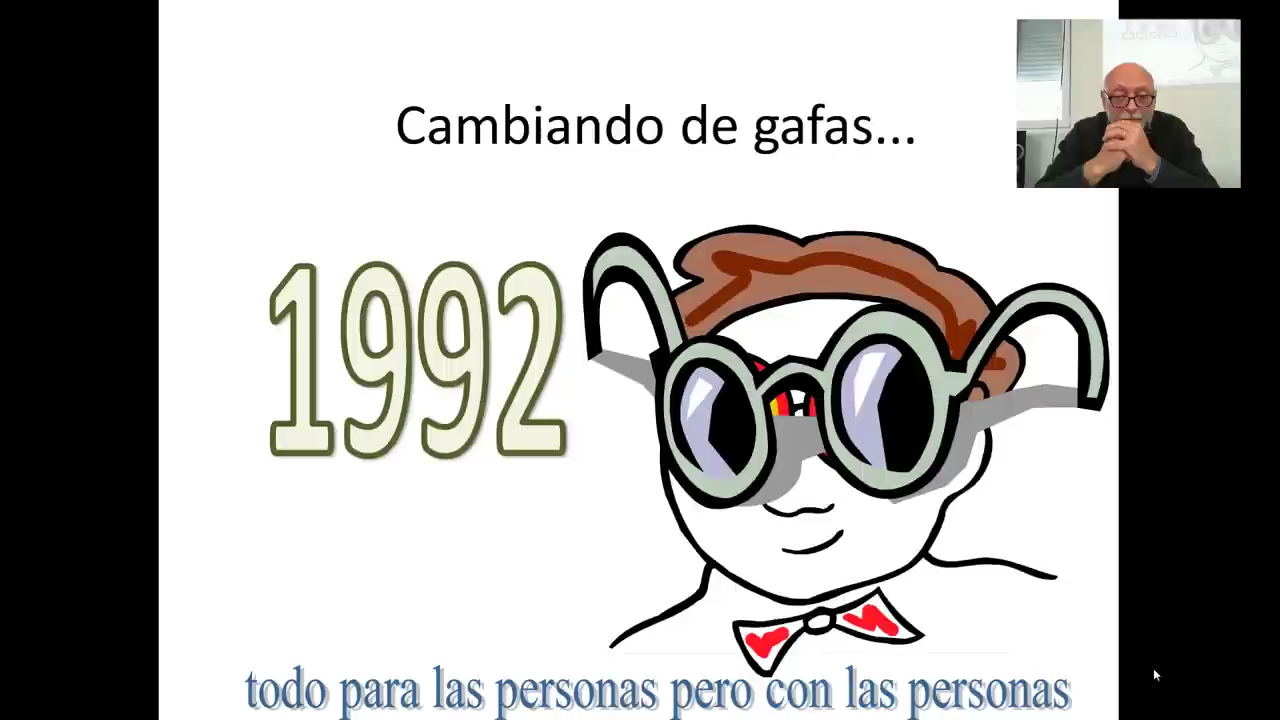 Cambiando de gafas...
1992
todo para las personas pero con las personas